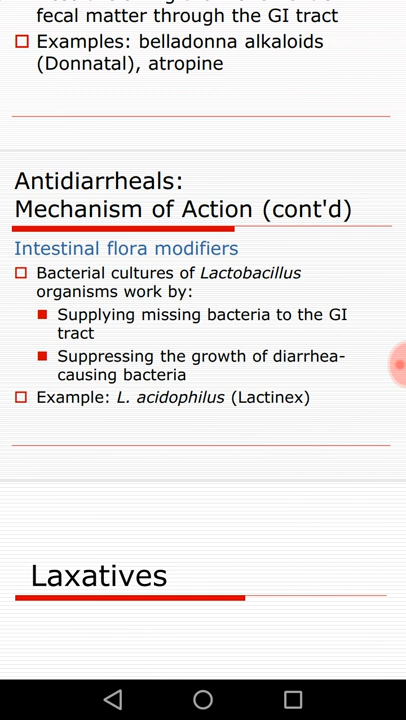 fecal matter through the GI tract
Examples: belladonna alkaloids
(Donnatal), atropine
Antidiarrheals:
Mechanism of Action (cont'd)
Intestinal flora modifiers
Bacterial cultures of Lactobacillus
organisms work by:
Supplying missing bacteria to the GI
tract
Suppressing the growth of diarrhea-
causing bacteria
Example: L. acidophilus (Lactinex)
Laxatives